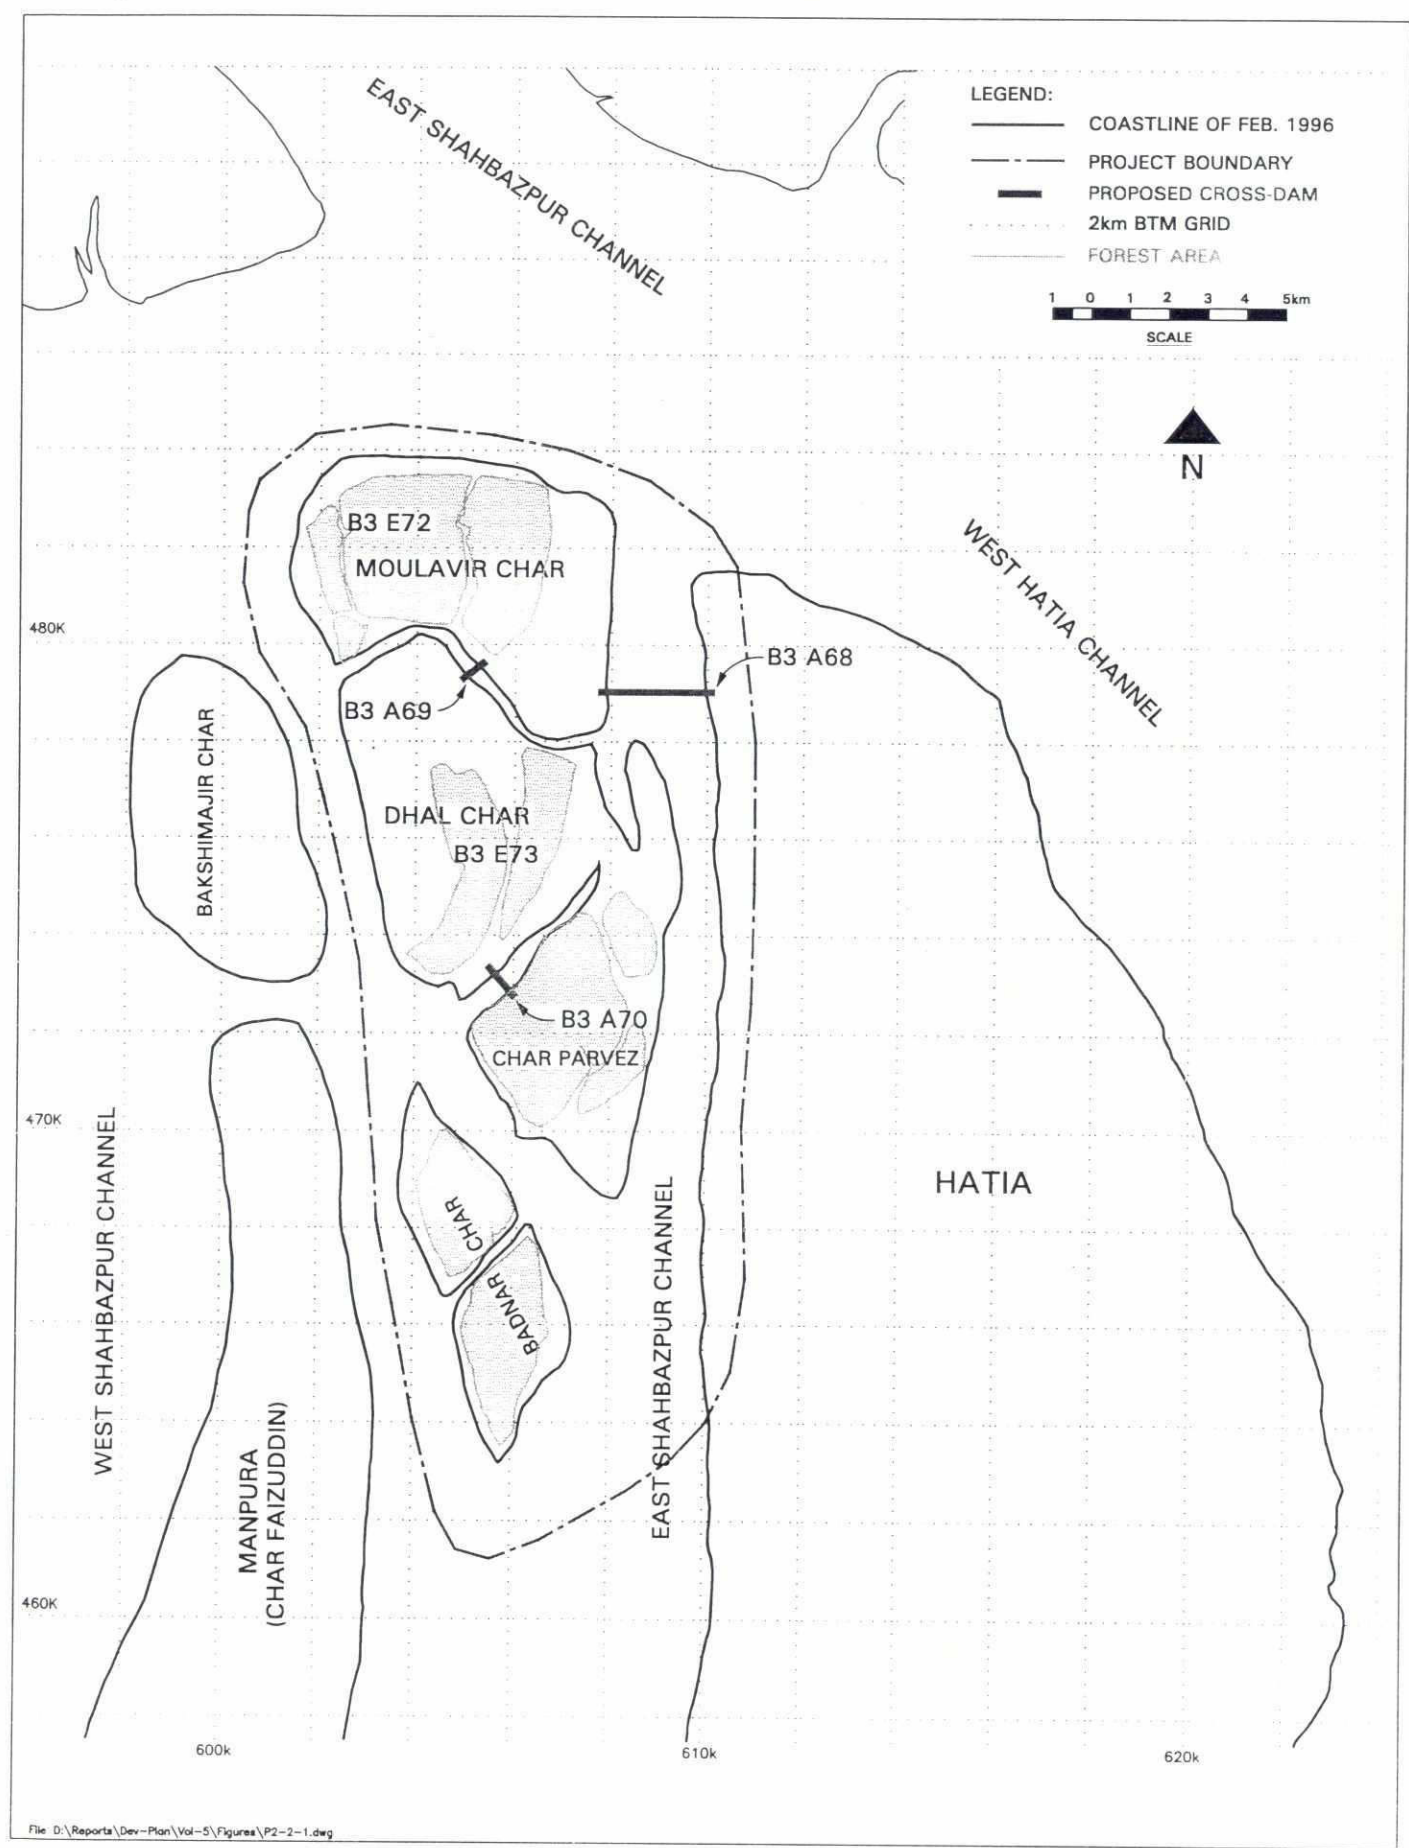 LEGEND:
COASTLINE OF FEB. 1996
PROJECT BOUNDARY
PROPOSED CROSS-DAM
2km BTM GRID
FOREST AREA
1 0 1 2 3 4 5km
SCALE
N
EAST SHAHBAZPUR CHANNEL
WEST HATIA CHANNEL
B3 E72
MOULAVIR CHAR
480K
B3 A68
B3 A69
BAKSHIMAJIR CHAR
DHAL CHAR
B3 E73
B3 A70
CHAR PARVEZ
470K
WEST SHAHBAZPUR CHANNEL
HATIA
CHAR
BADNAR
EAST SHAHBAZPUR CHANNEL
MANPURA
(CHAR FAIZUDDIN)
460K
600k
610k
620k
File D:\Reports\Dev-Plan\Vol-5\Figures\P2-2-1.dwg